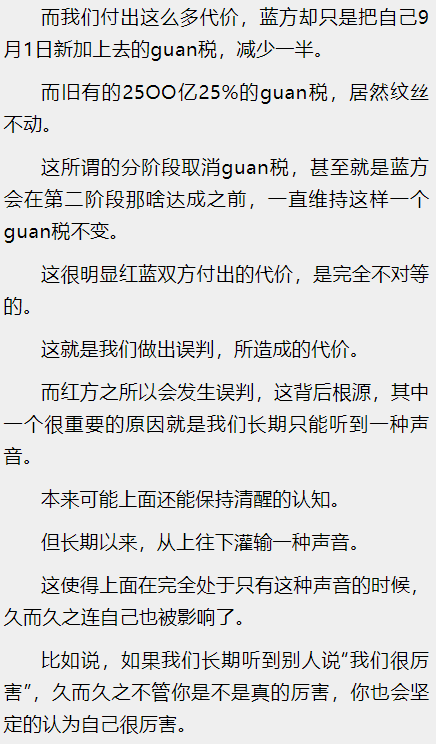 而我们付出这么多代价，蓝方却只是把自己9
月1日新加上去的guan税，减少一半。
而旧有的25OO亿25%的guan税，居然纹丝
不动。
这所谓的分阶段取消guan税，甚至就是蓝方
会在第二阶段那啥达成之前，一直维持这样一个
guan税不变。
这很明显红蓝双方付出的代价，是完全不对等
的。
这就是我们做出误判，所造成的代价。
而红方之所以会发生误判，这背后根源，其中
一个很重要的原因就是我们长期只能听到一种声
音。
本来可能上面还能保持清醒的认知。
但长期以来，从上往下灌输一种声音。
这使得上面在完全处于只有这种声音的时候，
久而久之连自己也被影响了。
比如说，如果我们长期听到别人说“我们很厉
害”，久而久之不管你是不是真的厉害，你也会坚
定的认为自己很厉害。